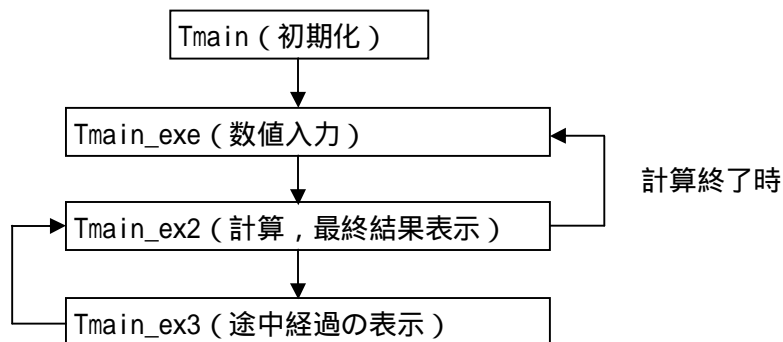 Tmain（初期化）
Tmain_exe（数値入力）
計算終了時
Tmain_ex2（計算，最終結果表示）
Tmain_ex3（途中経過の表示）